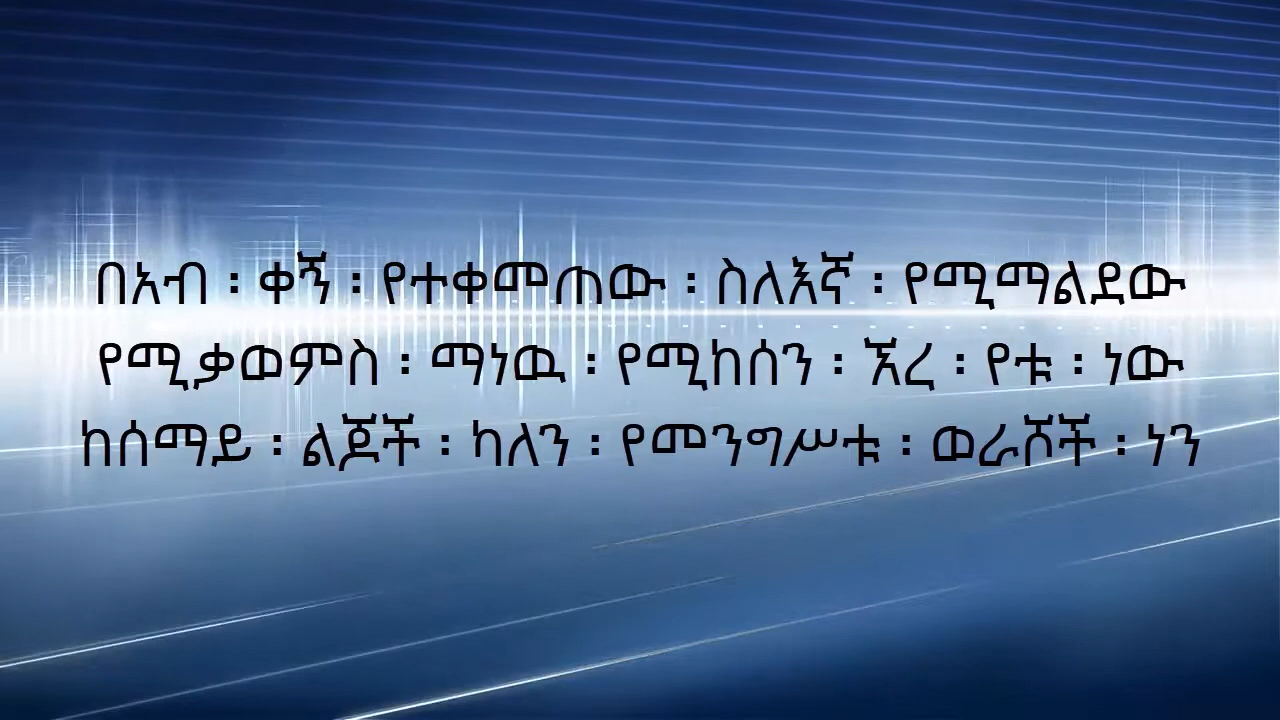 በአብ ፡ ቀኝ ፡ የተቀመጠው ፡ ስለእኛ ፡ የሚማልደው
የሚቃወምስ ፡ ማነዉ ፡ የሚከሰን ፡ ኧረ ፡ የቱ ፡ ነው
ከሰማይ ፡ ልጆች ፡ ካለን ፡ የመንግሥቱ ፡ ወራሾች ፡ ነን